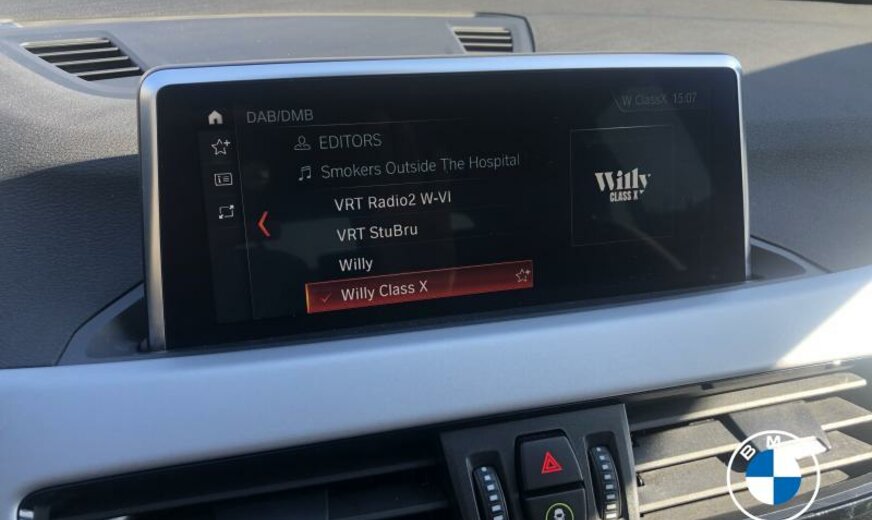 DAB/DMB
W ClassX 15:07
EDITORS
Smokers Outside The Hospital
VRT Radio2 W-Vl
VRT StuBru
Willy
Willy Class X
Willy
CLASS X
BMW